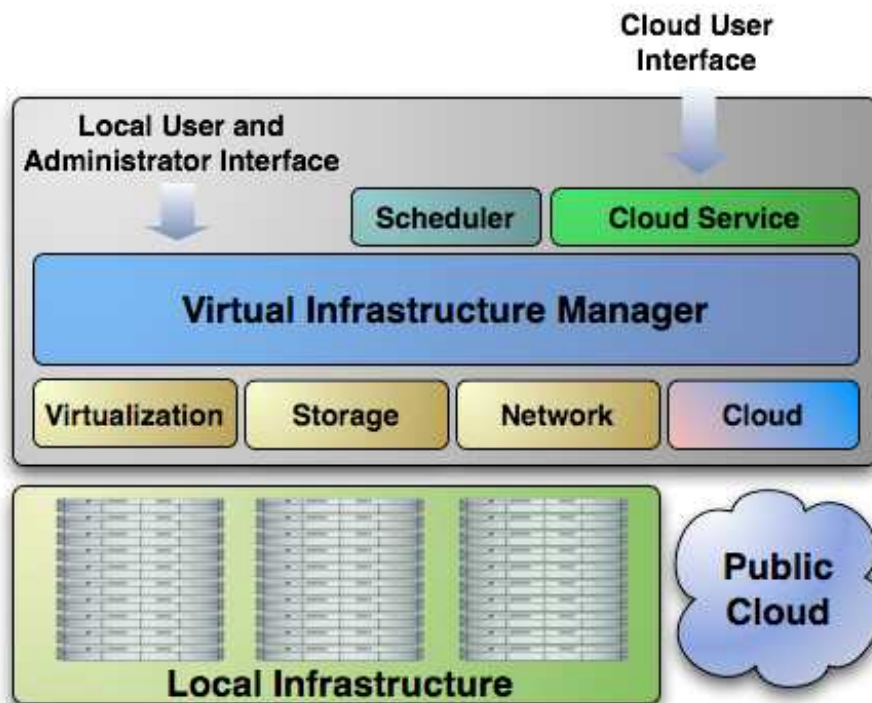 Cloud User
Interface
Local User and
Administrator Interface
Scheduler
Cloud Service
Virtual Infrastructure Manager
Virtualization
Storage
Network
Cloud
Public
Cloud
Local Infrastructure